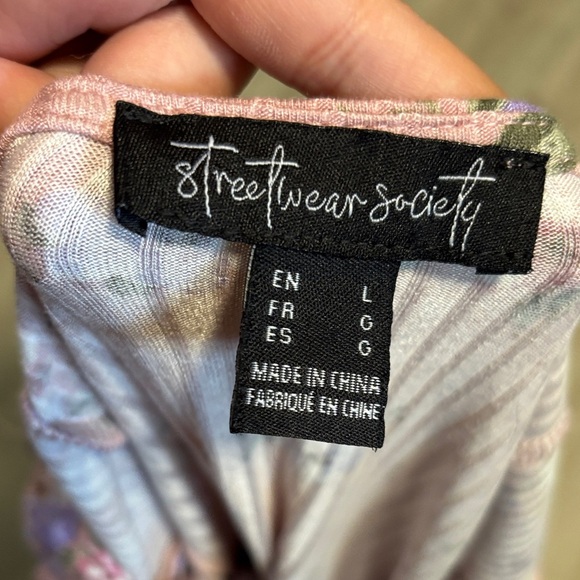 streetwear society
EN L
FR G
ES G
MADE IN CHINA
FABRIQUÉ EN CHINE